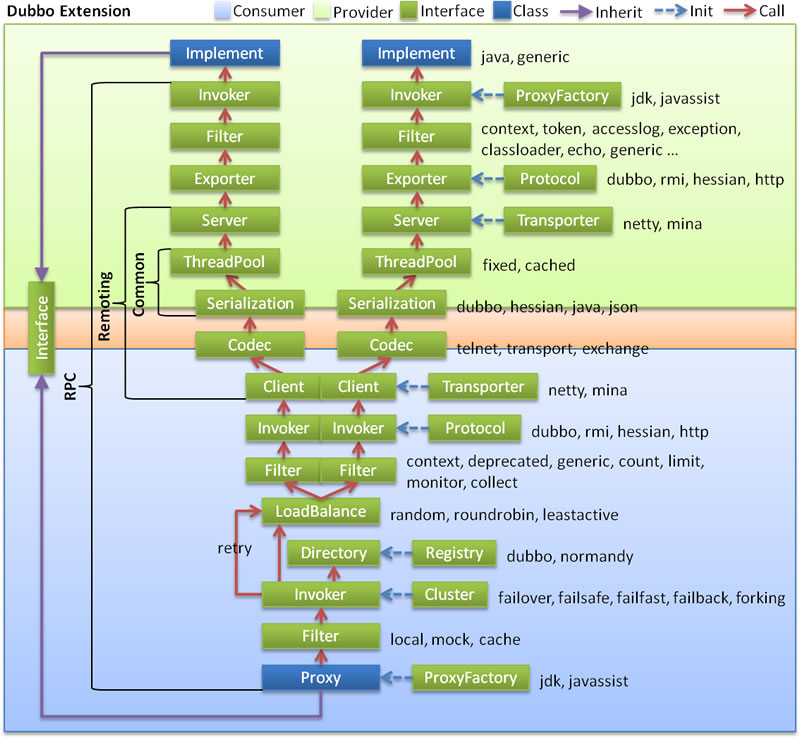 Dubbo Extension Consumer Provider Interface Class Inherit Init Call
Implement Implement java, generic
Invoker Invoker ProxyFactory jdk, javassist
Filter Filter context, token, accesslog, exception,
classloader, echo, generic ...
Exporter Exporter Protocol dubbo, rmi, hessian, http
Server Server Transporter netty, mina
ThreadPool ThreadPool fixed, cached
Common
Remoting
Interface
RPC
Serialization Serialization dubbo, hessian, java, json
Codec Codec telnet, transport, exchange
Client Client Transporter netty, mina
Invoker Invoker Protocol dubbo, rmi, hessian, http
Filter Filter context, deprecated, generic, count, limit,
monitor, collect
LoadBalance random, roundrobin, leastactive
retry
Directory Registry dubbo, normandy
Invoker Cluster failover, failsafe, failfast, failback, forking
Filter local, mock, cache
Proxy ProxyFactory jdk, javassist